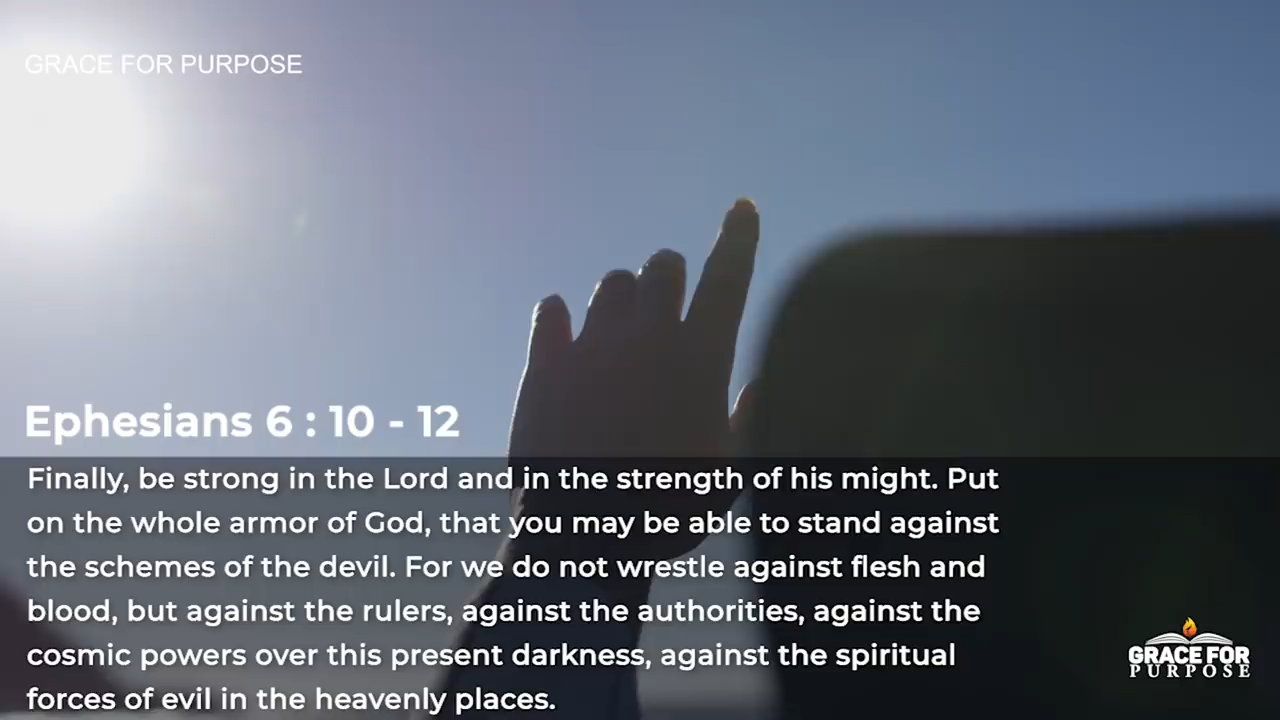 GRACE FOR PURPOSE
Ephesians 6 : 10 - 12
Finally, be strong in the Lord and in the strength of his might. Put
on the whole armor of God, that you may be able to stand against
the schemes of the devil. For we do not wrestle against flesh and
blood, but against the rulers, against the authorities, against the
cosmic powers over this present darkness, against the spiritual
forces of evil in the heavenly places.
GRACE FOR
PURPOSE